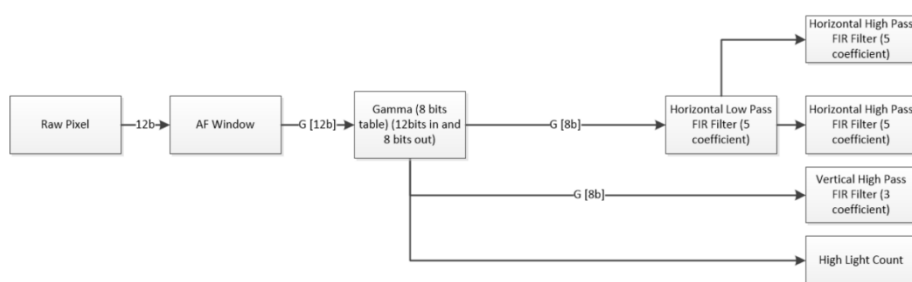 Horizontal High Pass
FIR Filter (5
coefficient)
Raw Pixel
12b
AF Window
G [12b]
Gamma (8 bits
table) (12bits in and
8 bits out)
G [8b]
Horizontal Low Pass
FIR Filter (5
coefficient)
Horizontal High Pass
FIR Filter (5
coefficient)
G [8b]
Vertical High Pass
FIR Filter (3
coefficient)
High Light Count